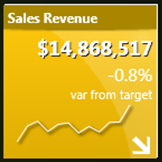 Sales Revenue
$14,868,517
-0.8%
var from target